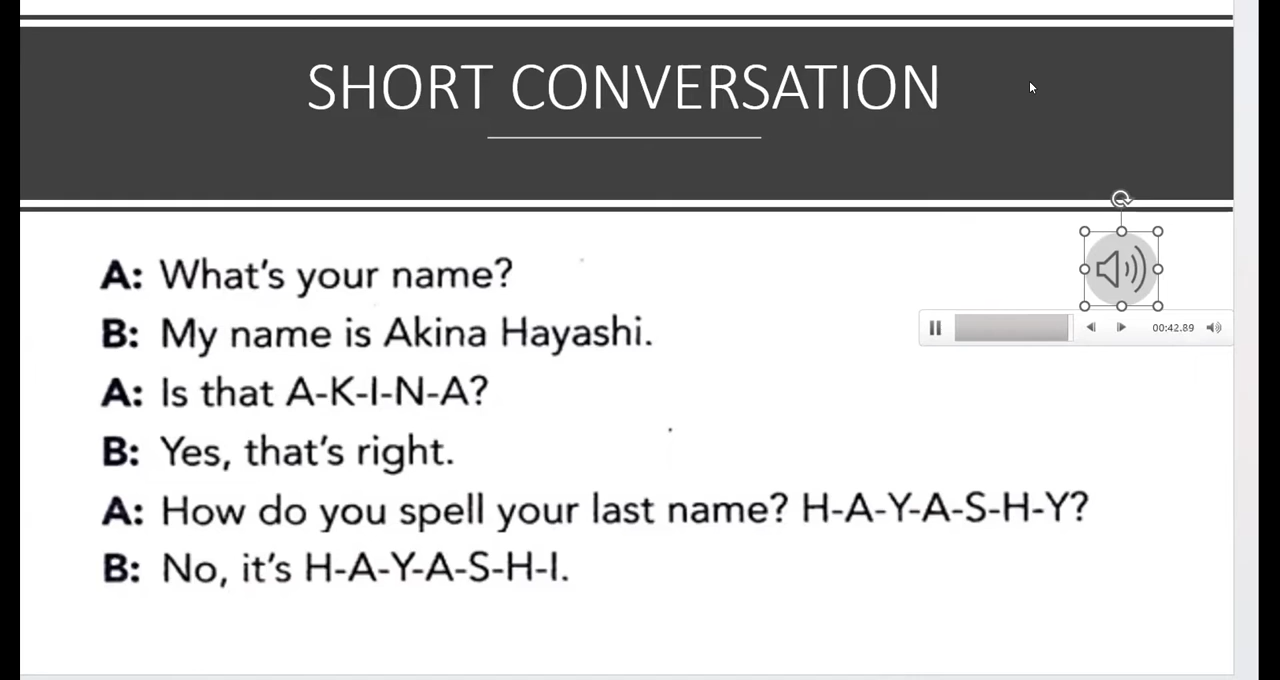 SHORT CONVERSATION
A: What's your name?
B: My name is Akina Hayashi.
A: Is that A-K-I-N-A?
B: Yes, that's right.
A: How do you spell your last name? H-A-Y-A-S-H-Y?
B: No, it's H-A-Y-A-S-H-I.
00:42.89